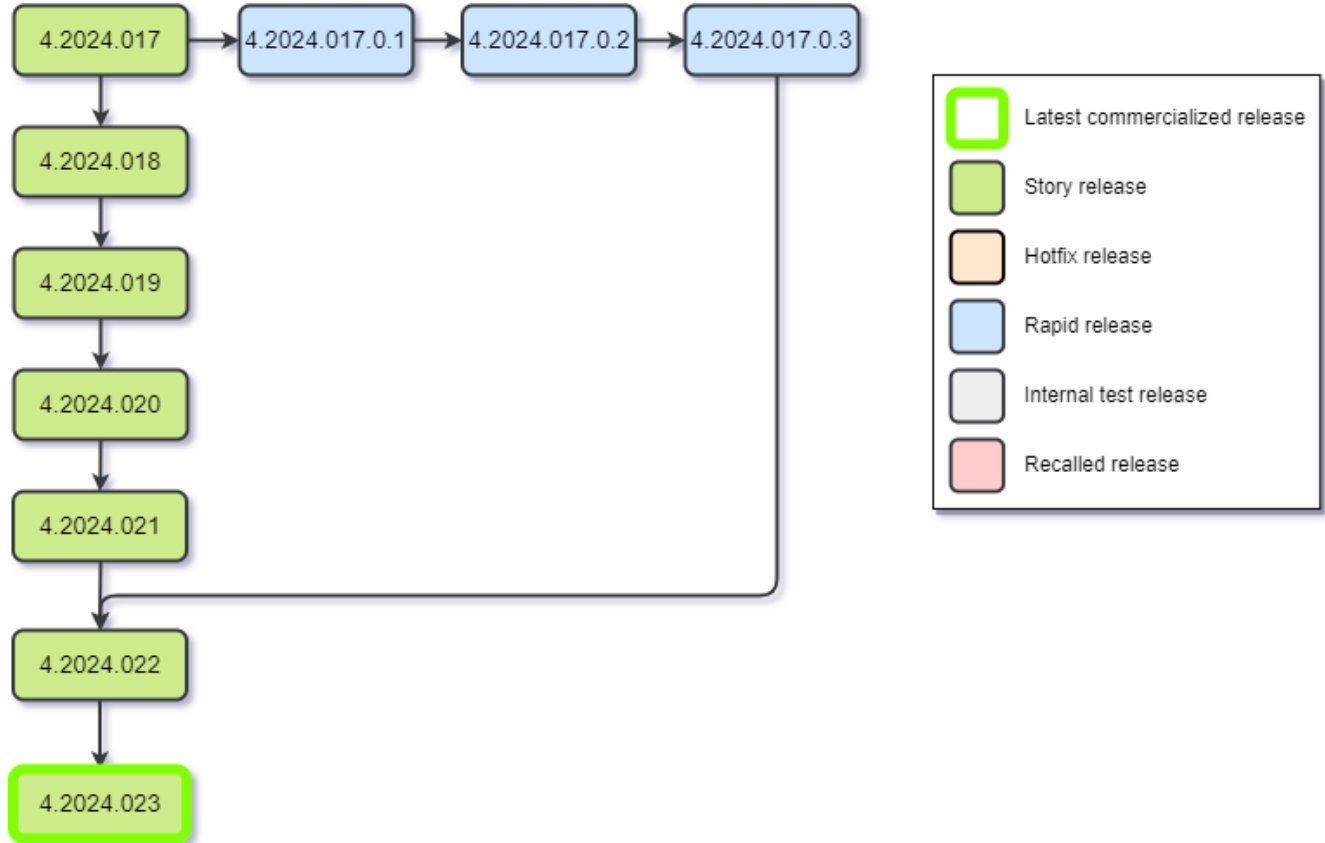 4.2024.017
4.2024.017.0.1
4.2024.017.0.2
4.2024.017.0.3
4.2024.018
4.2024.019
4.2024.020
4.2024.021
4.2024.022
4.2024.023
Latest commercialized release
Story release
Hotfix release
Rapid release
Internal test release
Recalled release